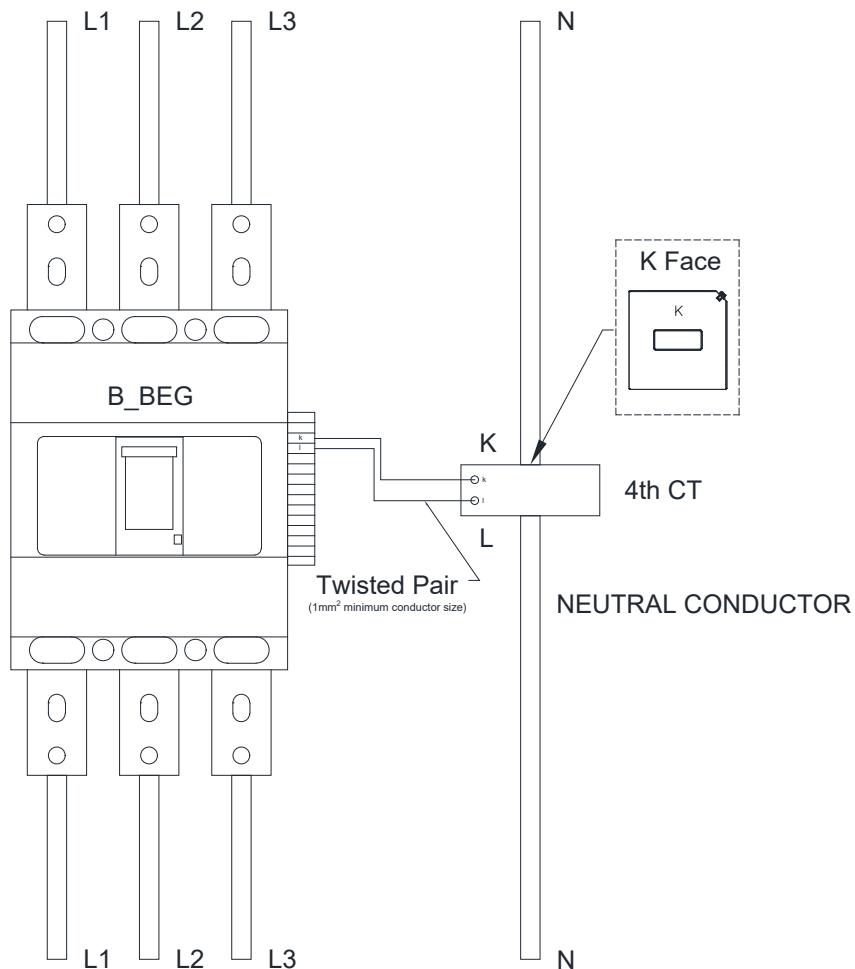 L1 L2 L3 N
K Face
K
B_BEG
k
l
K
k
l
4th CT
L
Twisted Pair
(1mm² minimum conductor size)
NEUTRAL CONDUCTOR
L1 L2 L3 N